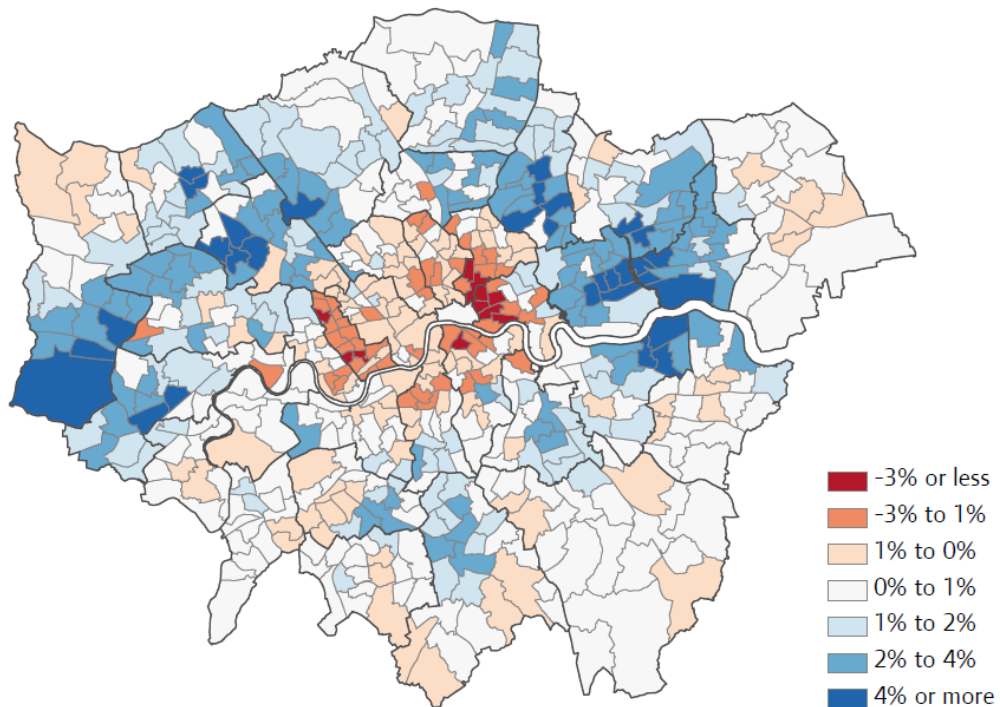 -3% or less
-3% to 1%
1% to 0%
0% to 1%
1% to 2%
2% to 4%
4% or more